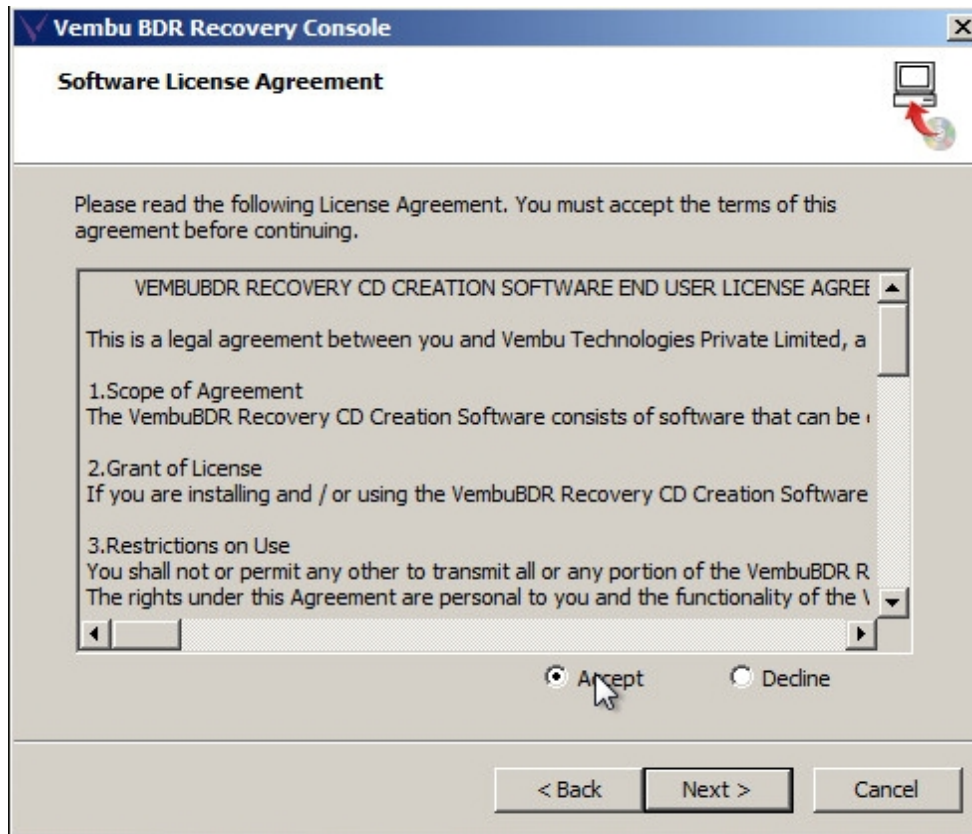 Vembu BDR Recovery Console
Software License Agreement
Please read the following License Agreement. You must accept the terms of this
agreement before continuing.
VEMBUBDR RECOVERY CD CREATION SOFTWARE END USER LICENSE AGREE
This is a legal agreement between you and Vembu Technologies Private Limited, a
1.Scope of Agreement
The VembuBDR Recovery CD Creation Software consists of software that can be
2.Grant of License
If you are installing and / or using the VembuBDR Recovery CD Creation Software
3.Restrictions on Use
You shall not or permit any other to transmit all or any portion of the VembuBDR R
The rights under this Agreement are personal to you and the functionality of the
Accept Decline
< Back Next > Cancel